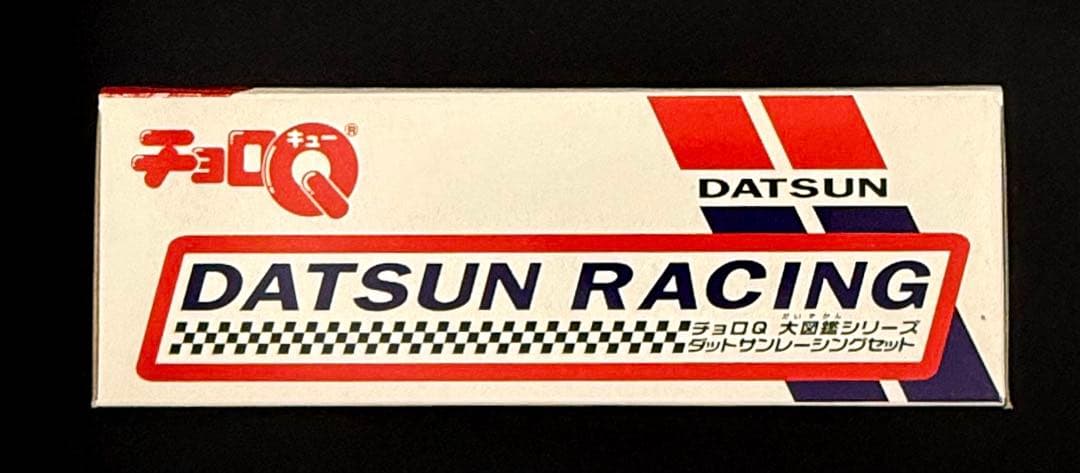 チョロQ キュー ®
DATSUN
DATSUN RACING
だいずかん
チョロQ 大図鑑シリーズ
ダットサンレーシングセット